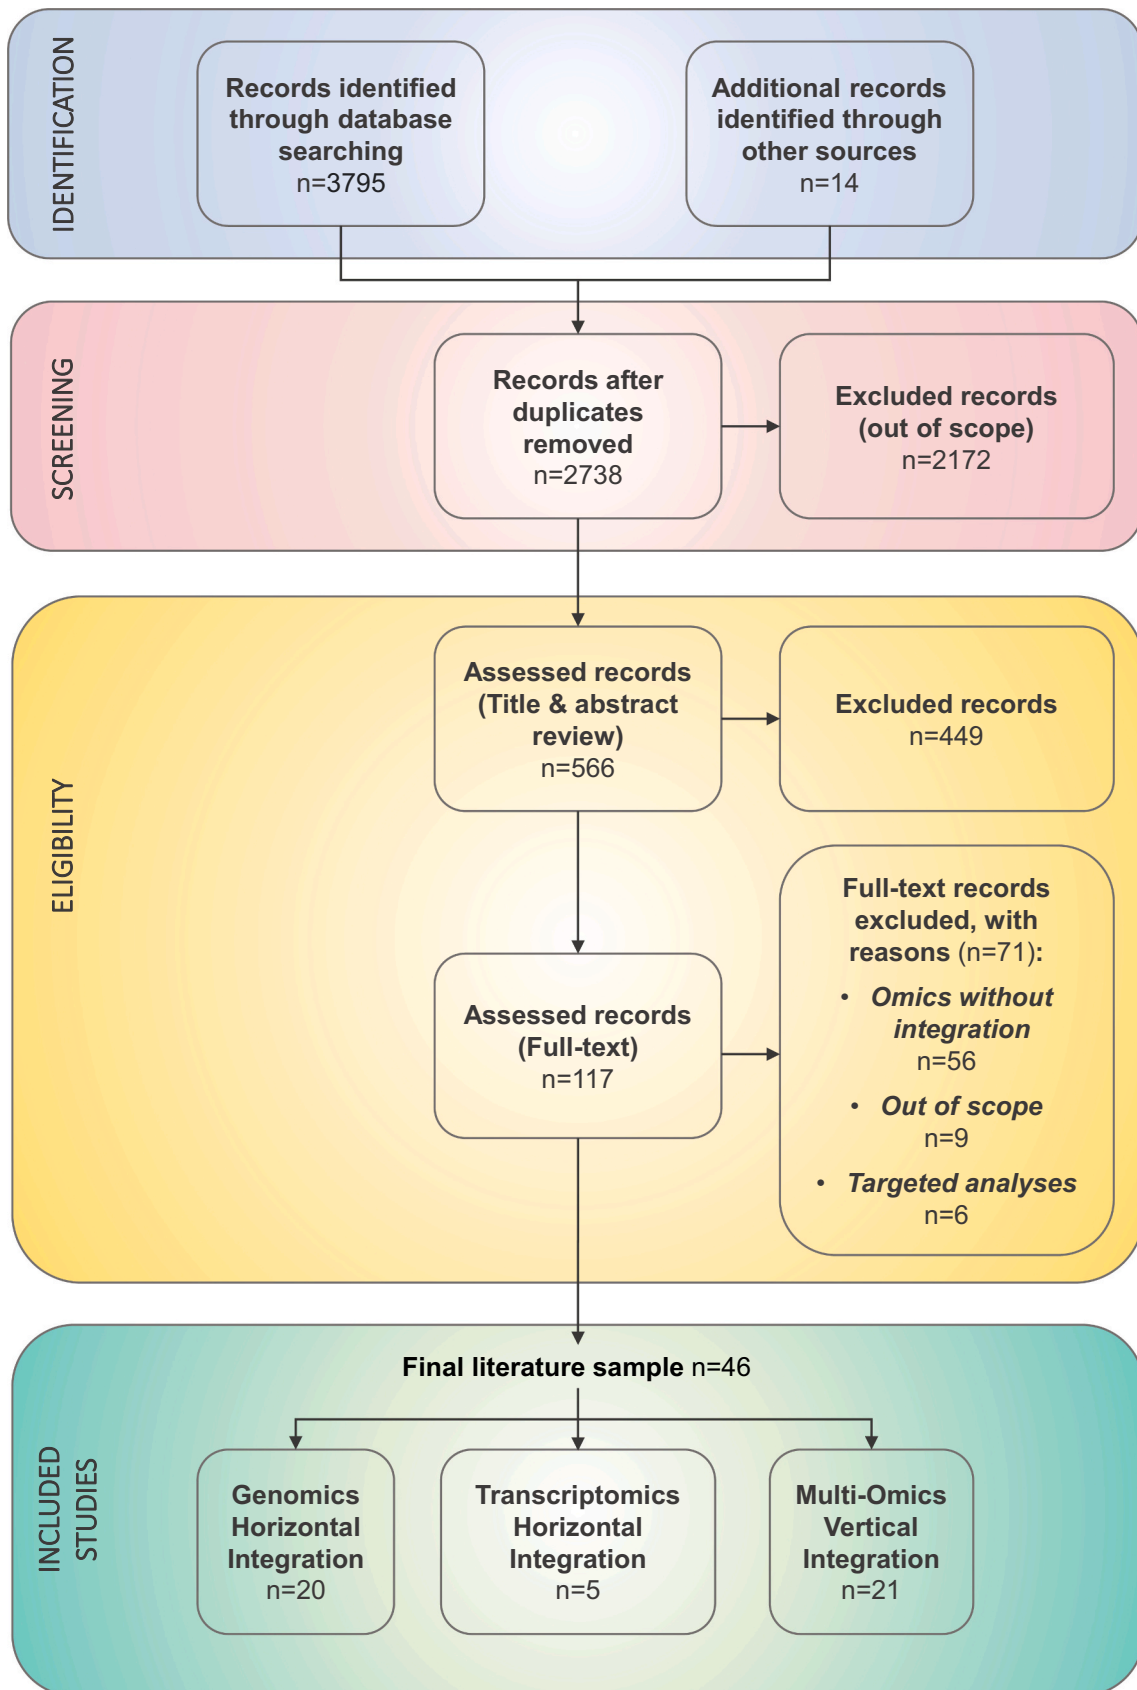 IDENTIFICATION
Records identified
through database
searching
n=3795
Additional records
identified through
other sources
n=14
SCREENING
Records after
duplicates
removed
n=2738
Excluded records
(out of scope)
n=2172
ELIGIBILITY
Assessed records
(Title & abstract
review)
n=566
Excluded records
n=449
Assessed records
(Full-text)
n=117
Full-text records
excluded, with
reasons (n=71):
• Omics without
integration
n=56
• Out of scope
n=9
• Targeted analyses
n=6
INCLUDED
STUDIES
Final literature sample n=46
Genomics
Horizontal
Integration
n=20
Transcriptomics
Horizontal
Integration
n=5
Multi-Omics
Vertical
Integration
n=21